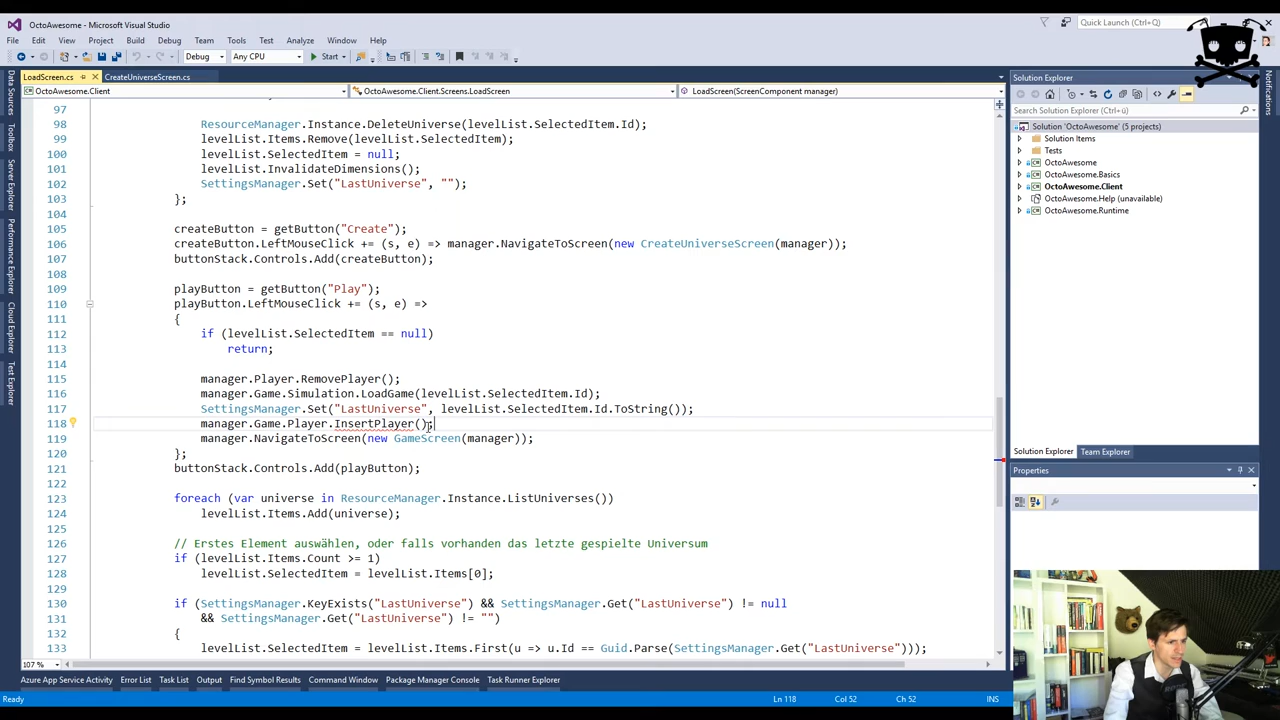 OctoAwesome - Microsoft Visual Studio
Quick Launch (Ctrl+Q)
File Edit View Project Build Debug Team Tools Test Analyze Window Help
Debug Any CPU Start
LoadScreen.cs CreateUniverseScreen.cs
OctoAwesome.Client OctoAwesome.Client.Screens.LoadScreen LoadScreen(ScreenComponent manager)
Data Sources
Toolbox
Server Explorer
Performance Explorer
Cloud Explorer
Test Explorer
97
98 ResourceManager.Instance.DeleteUniverse(levelList.SelectedItem.Id);
99 levelList.Items.Remove(levelList.SelectedItem);
100 levelList.SelectedItem = null;
101 levelList.InvalidateDimensions();
102 SettingsManager.Set("LastUniverse", "");
103 };
104
105 createButton = getButton("Create");
106 createButton.LeftMouseClick += (s, e) => manager.NavigateToScreen(new CreateUniverseScreen(manager));
107 buttonStack.Controls.Add(createButton);
108
109 playButton = getButton("Play");
110 playButton.LeftMouseClick += (s, e) =>
111 {
112 if (levelList.SelectedItem == null)
113 return;
114
115 manager.Player.RemovePlayer();
116 manager.Game.Simulation.LoadGame(levelList.SelectedItem.Id);
117 SettingsManager.Set("LastUniverse", levelList.SelectedItem.Id.ToString());
118 manager.Game.Player.InsertPlayer();
119 manager.NavigateToScreen(new GameScreen(manager));
120 };
121 buttonStack.Controls.Add(playButton);
122
123 foreach (var universe in ResourceManager.Instance.ListUniverses())
124 levelList.Items.Add(universe);
125
126 // Erstes Element auswählen, oder falls vorhanden das letzte gespielte Universum
127 if (levelList.Items.Count >= 1)
128 levelList.SelectedItem = levelList.Items[0];
129
130 if (SettingsManager.KeyExists("LastUniverse") && SettingsManager.Get("LastUniverse") != null
131 && SettingsManager.Get("LastUniverse") != "")
132 {
133 levelList.SelectedItem = levelList.Items.First(u => u.Id == Guid.Parse(SettingsManager.Get("LastUniverse")));
107 %
Solution Explorer
Search Solution Explorer (Ctrl+ü)
Solution 'OctoAwesome' (5 projects)
Solution Items
Tests
OctoAwesome
OctoAwesome.Basics
OctoAwesome.Client
OctoAwesome.Help (unavailable)
OctoAwesome.Runtime
Solution Explorer Team Explorer
Properties
Notifications
Azure App Service Activity Error List Task List Output Find Symbol Results Command Window Package Manager Console Task Runner Explorer
Ready Ln 118 Col 52 Ch 52 INS